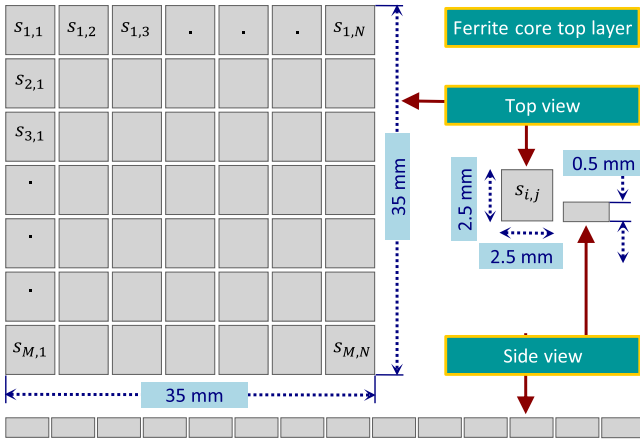 s1,1 s1,2 s1,3 . . . s1,N
s2,1
s3,1
.
.
.
sM,1 sM,N
35 mm
35 mm
Ferrite core top layer
Top view
si,j
2.5 mm
2.5 mm
0.5 mm
Side view